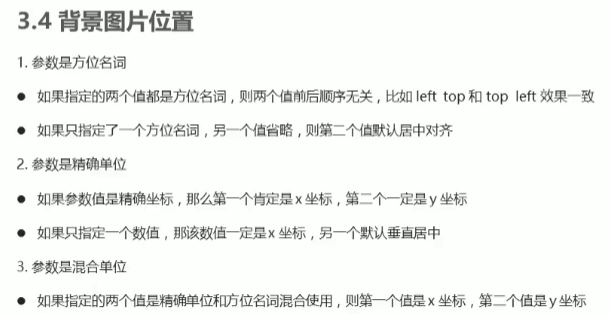 3.4 背景图片位置
1. 参数是方位名词
● 如果指定的两个值都是方位名词，则两个值前后顺序无关，比如 left top 和 top left 效果一致
● 如果只指定了一个方位名词，另一个值省略，则第二个值默认居中对齐
2. 参数是精确单位
● 如果参数值是精确坐标，那么第一个肯定是 x 坐标，第二个一定是 y 坐标
● 如果只指定一个数值，那该数值一定是 x 坐标，另一个默认垂直居中
3. 参数是混合单位
● 如果指定的两个值是精确单位和方位名词混合使用，则第一个值是 x 坐标，第二个值是 y 坐标